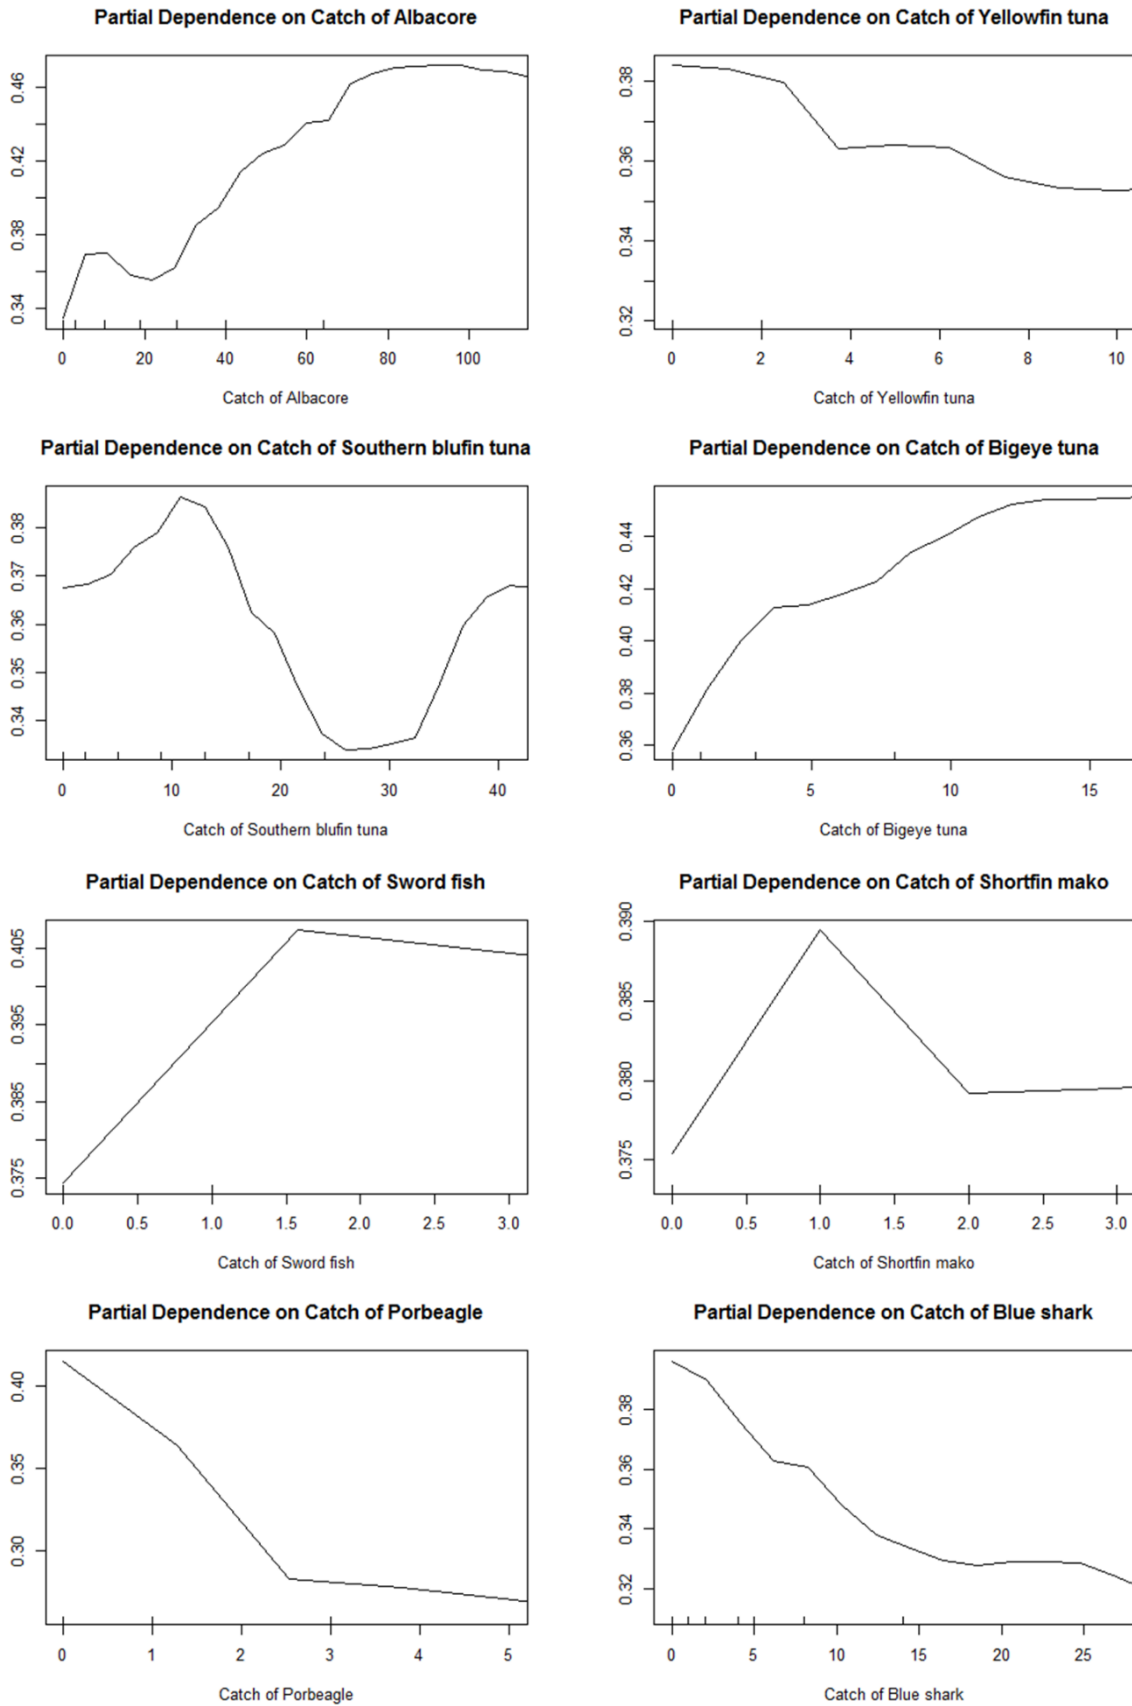 Partial Dependence on Catch of Albacore
0.46
0.42
0.38
0.34
0 20 40 60 80 100
Catch of Albacore
Partial Dependence on Catch of Yellowfin tuna
0.38
0.36
0.34
0.32
0 2 4 6 8 10
Catch of Yellowfin tuna
Partial Dependence on Catch of Southern blufin tuna
0.38
0.37
0.36
0.35
0.34
0 10 20 30 40
Catch of Southern blufin tuna
Partial Dependence on Catch of Bigeye tuna
0.44
0.42
0.40
0.38
0.36
0 5 10 15
Catch of Bigeye tuna
Partial Dependence on Catch of Sword fish
0.405
0.395
0.385
0.375
0.0 0.5 1.0 1.5 2.0 2.5 3.0
Catch of Sword fish
Partial Dependence on Catch of Shortfin mako
0.390
0.385
0.380
0.375
0.0 0.5 1.0 1.5 2.0 2.5 3.0
Catch of Shortfin mako
Partial Dependence on Catch of Porbeagle
0.40
0.35
0.30
0 1 2 3 4 5
Catch of Porbeagle
Partial Dependence on Catch of Blue shark
0.38
0.36
0.34
0.32
0 5 10 15 20 25
Catch of Blue shark